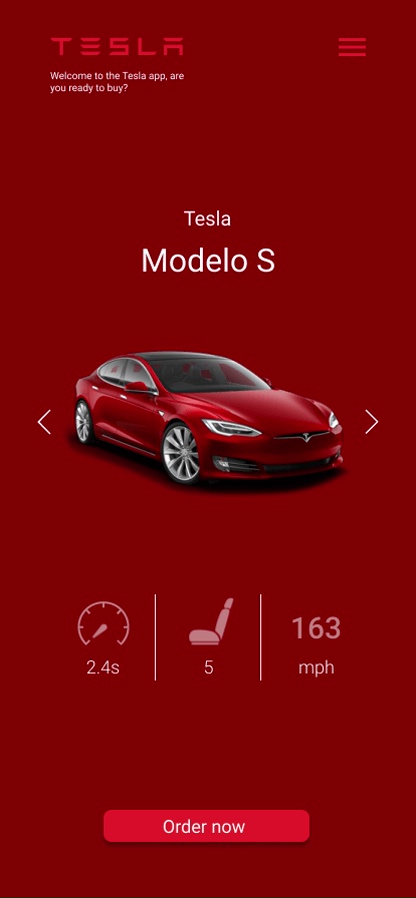 TESLA
Welcome to the Tesla app, are
you ready to buy?
Tesla
Modelo S
163
2.4s
5
mph
Order now